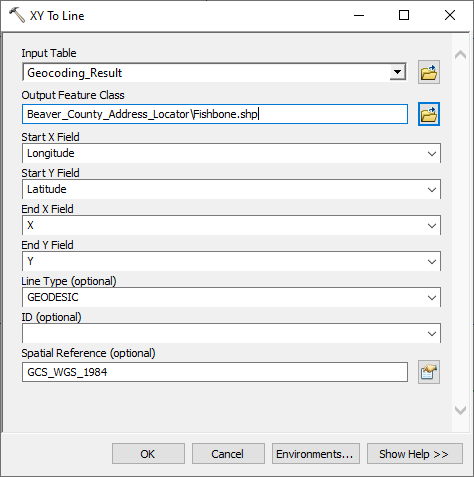 XY To Line
Input Table
Geocoding_Result
Output Feature Class
Beaver_County_Address_Locator\Fishbone.shp
Start X Field
Longitude
Start Y Field
Latitude
End X Field
X
End Y Field
Y
Line Type (optional)
GEODESIC
ID (optional)
Spatial Reference (optional)
GCS_WGS_1984
OK Cancel Environments... Show Help >>